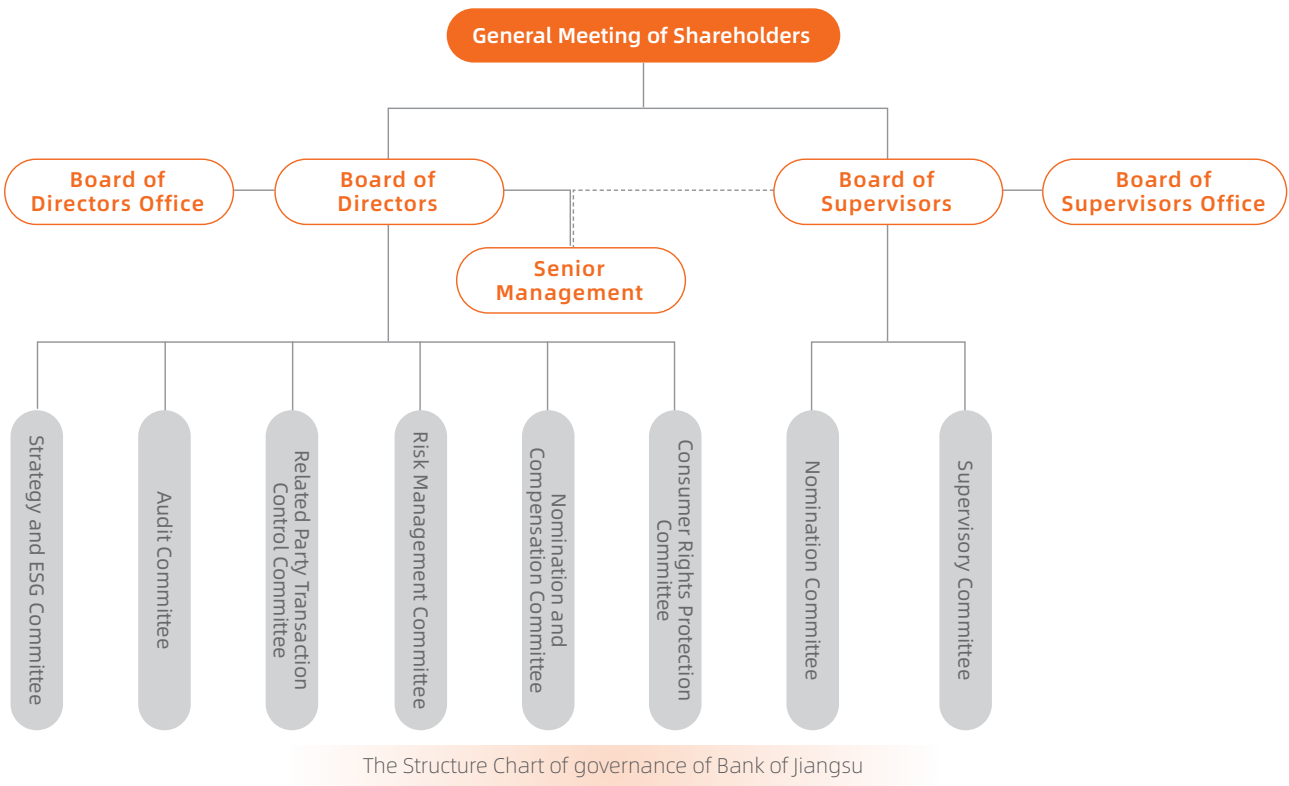 General Meeting of Shareholders
Board of
Directors Office
Board of
Directors
Board of
Supervisors
Board of
Supervisors Office
Senior
Management
Strategy and ESG Committee
Audit Committee
Related Party Transaction
Control Committee
Risk Management Committee
Nomination and
Compensation Committee
Consumer Rights Protection
Committee
Nomination Committee
Supervisory Committee
The Structure Chart of governance of Bank of Jiangsu